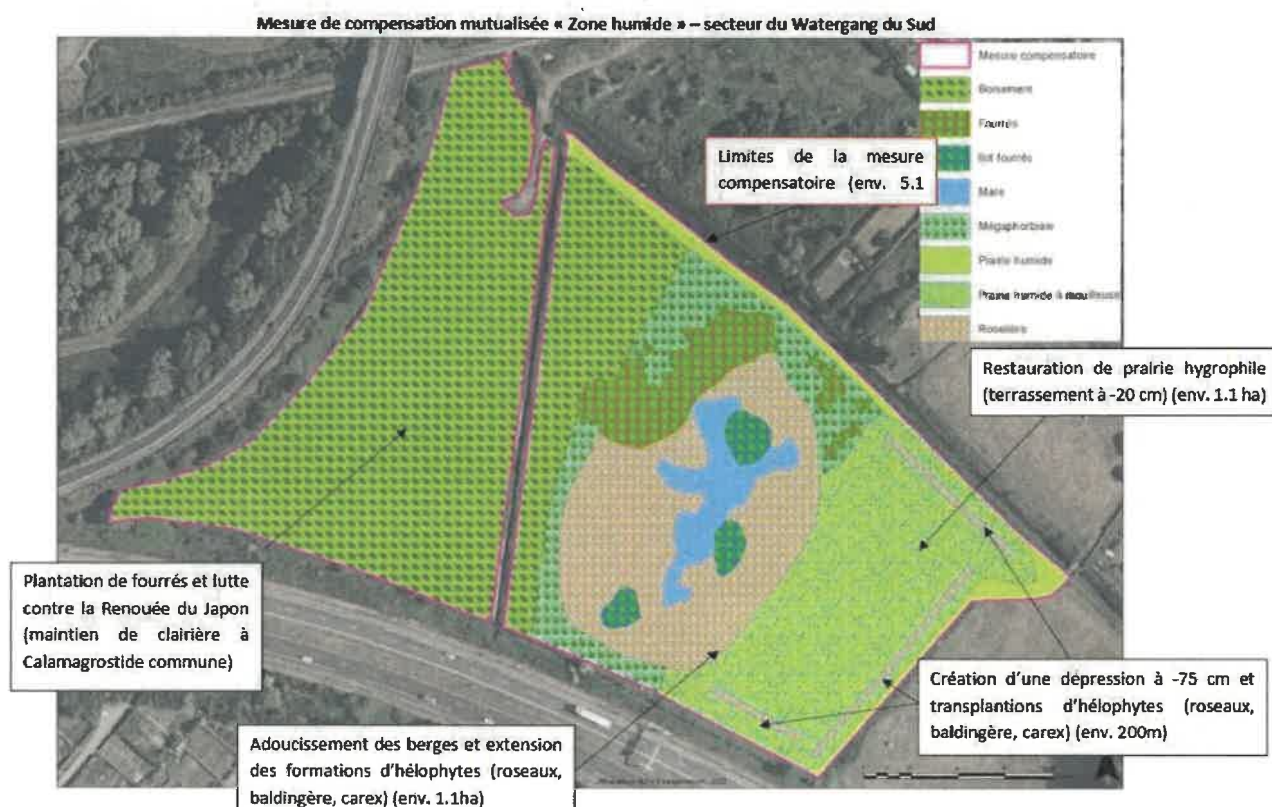 Mesure de compensation mutualisée « Zone humide » – secteur du Watergang du Sud
Mesure compensatoire
Boisement
Fourrés
Ilot fourrés
Mare
Mégaphorbiaie
Prairie humide
Prairie humide à
Roselière
Limites de la mesure
compensatoire (env. 5.1
Restauration de prairie hygrophile
(terrassement à -20 cm) (env. 1.1 ha)
Plantation de fourrés et lutte
contre la Renouée du Japon
(maintien de clairière à
Calamagrostide commune)
Création d'une dépression à -75 cm et
transplantions d'hélophytes (roseaux,
baldingère, carex) (env. 200m)
Adoucissement des berges et extension
des formations d'hélophytes (roseaux,
baldingère, carex) (env. 1.1ha)